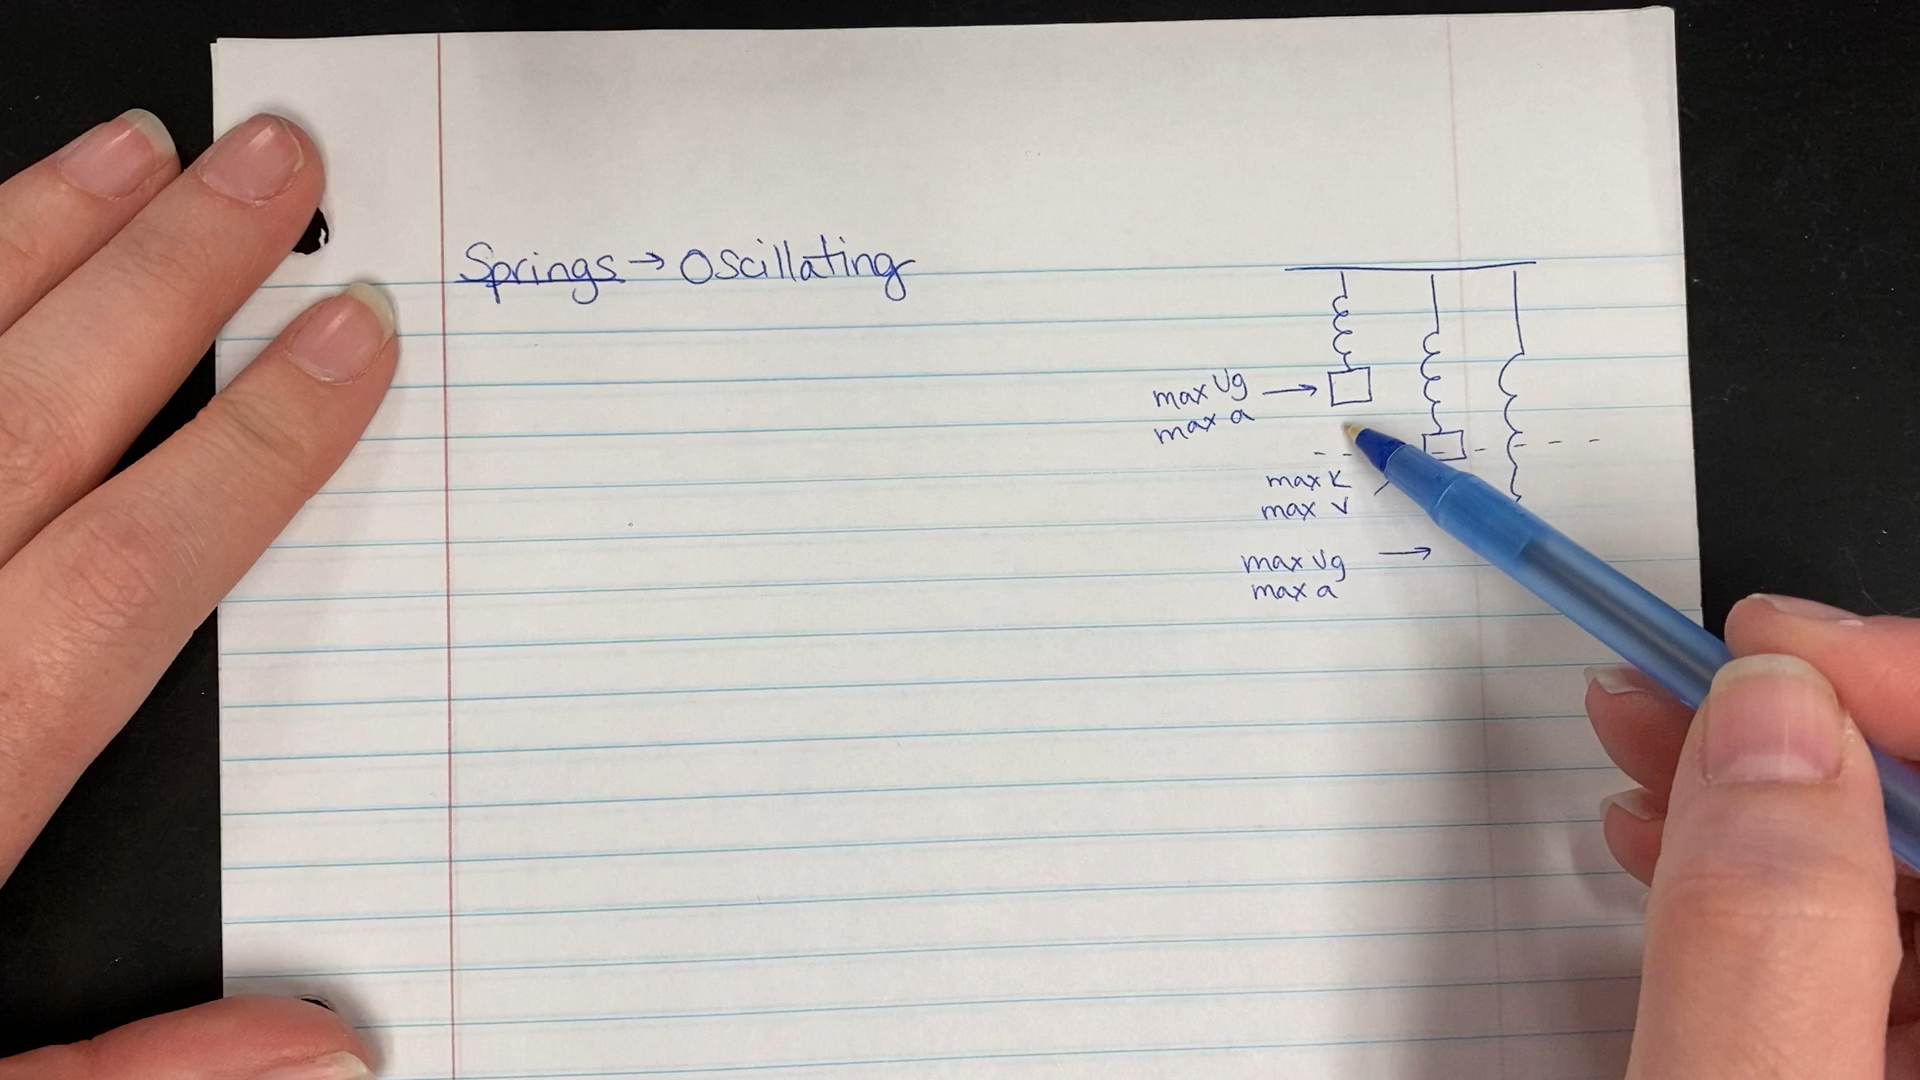 Springs → Oscillating
max Ug →
max a
max K
max v
max Ug →
max a